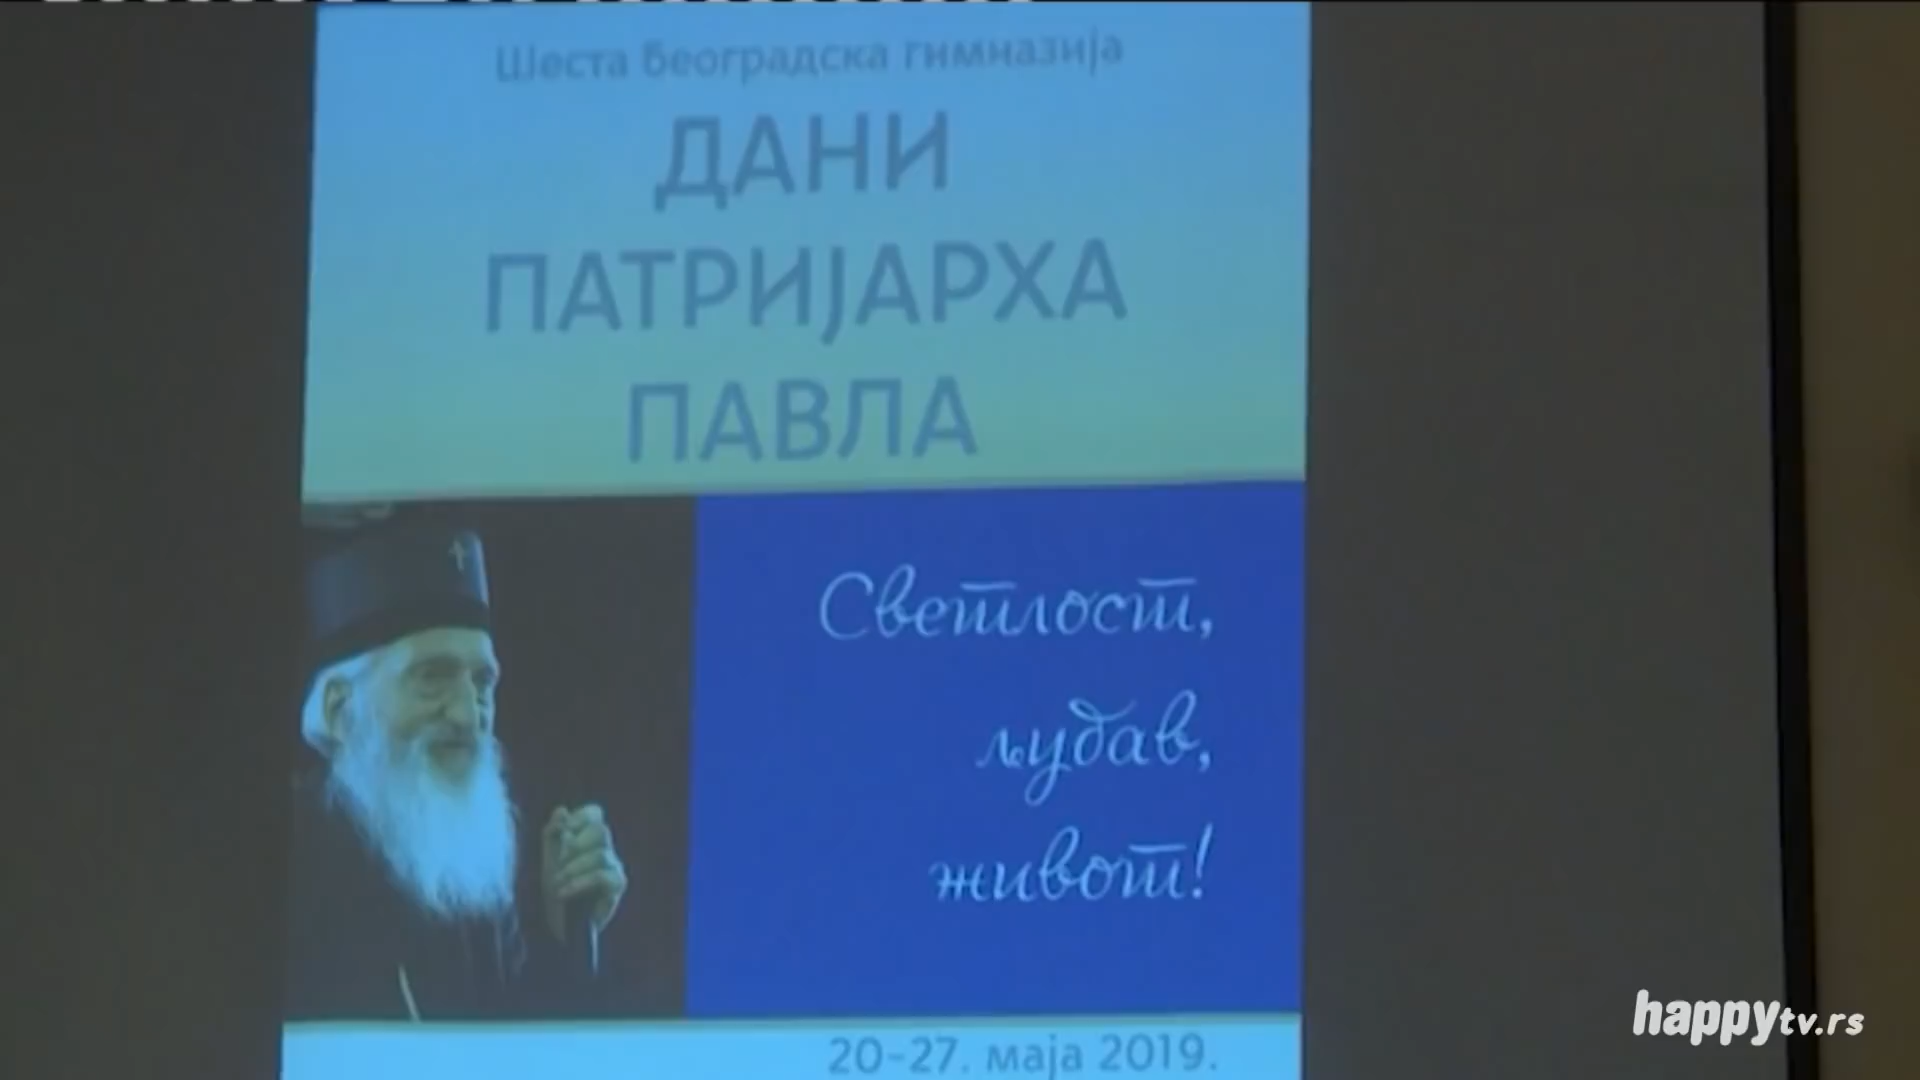 Шеста београдска гимназија
ДАНИ
ПАТРИЈАРХА
ПАВЛА
Светлост,
љубав,
живот!
20-27. маја 2019.
happytv.rs